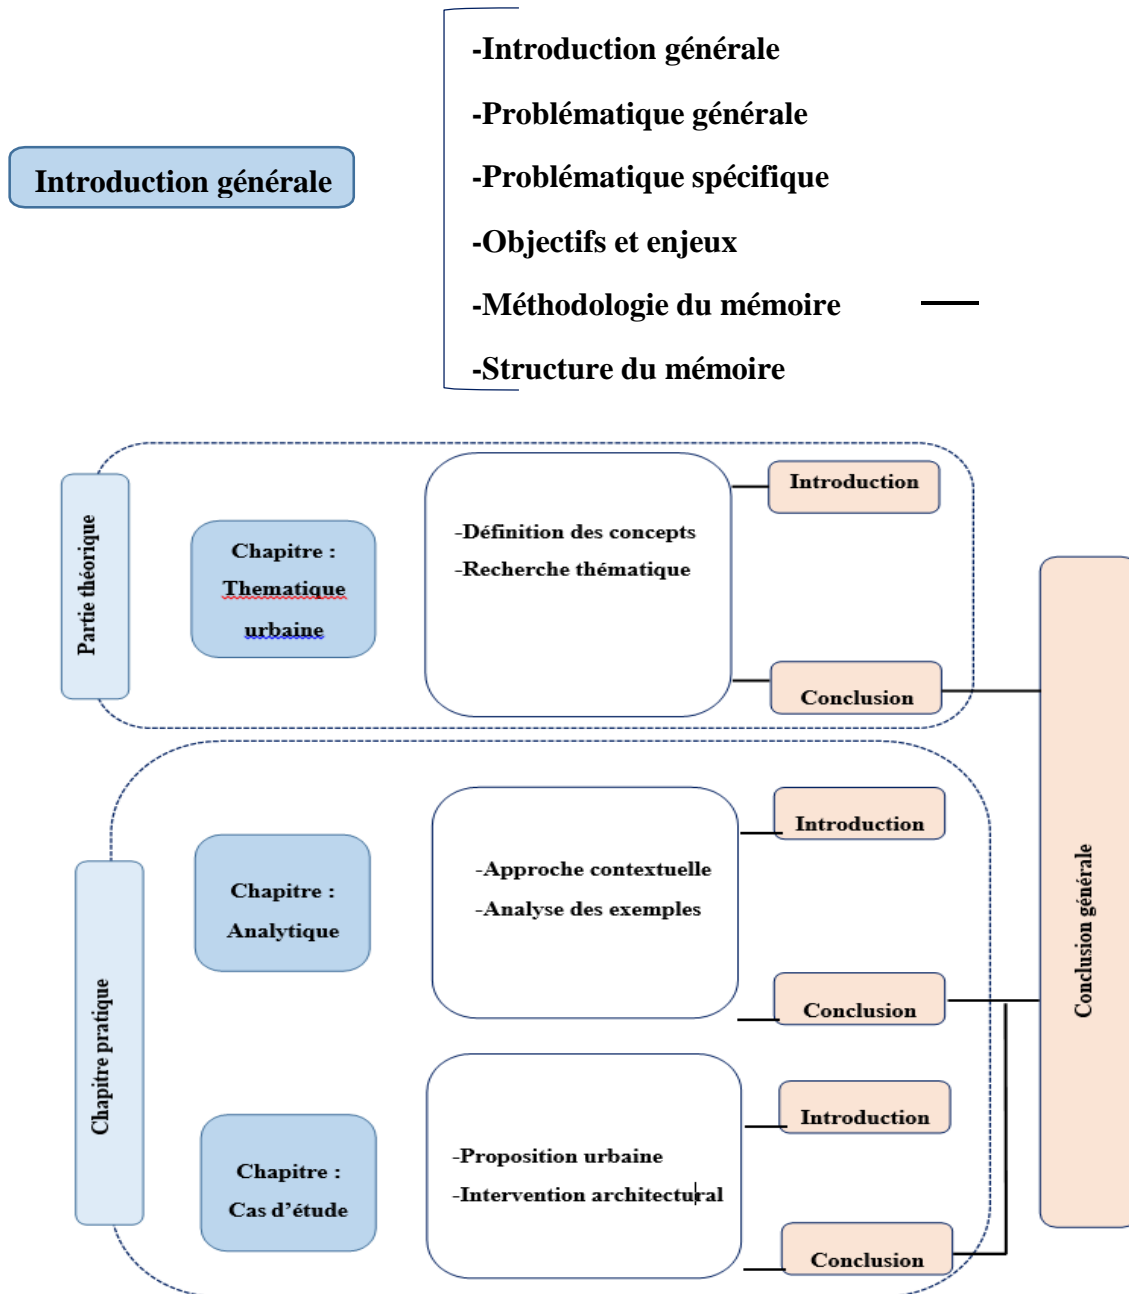 -Introduction générale
-Problématique générale
Introduction générale
-Problématique spécifique
-Objectifs et enjeux
-Méthodologie du mémoire
-Structure du mémoire
Partie théorique
Chapitre :
Thematique
urbaine
-Définition des concepts
-Recherche thématique
Introduction
Conclusion
Chapitre pratique
Chapitre :
Analytique
-Approche contextuelle
-Analyse des exemples
Introduction
Conclusion
Chapitre :
Cas d’étude
-Proposition urbaine
-Intervention architectural
Introduction
Conclusion
Conclusion générale